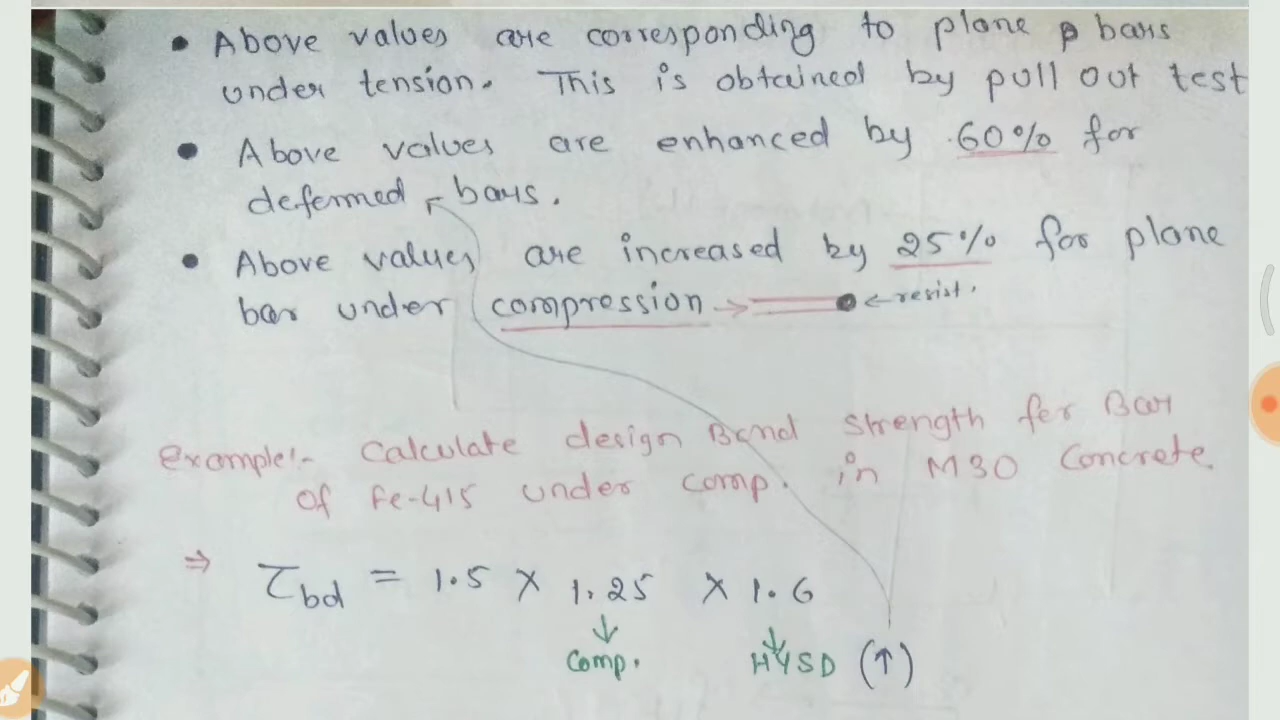 • Above values are corresponding to plane bars
under tension. This is obtained by pull out test
• Above values are enhanced by 60% for
deformed bars.
• Above values are increased by 25% for plane
bar under compression → ← resist.
Example:- Calculate design Bond strength for Bar
of Fe-415 under comp. in M30 Concrete.
⇒ τbd = 1.5 × 1.25 × 1.6
↓ ↓
Comp. HYSD (↑)